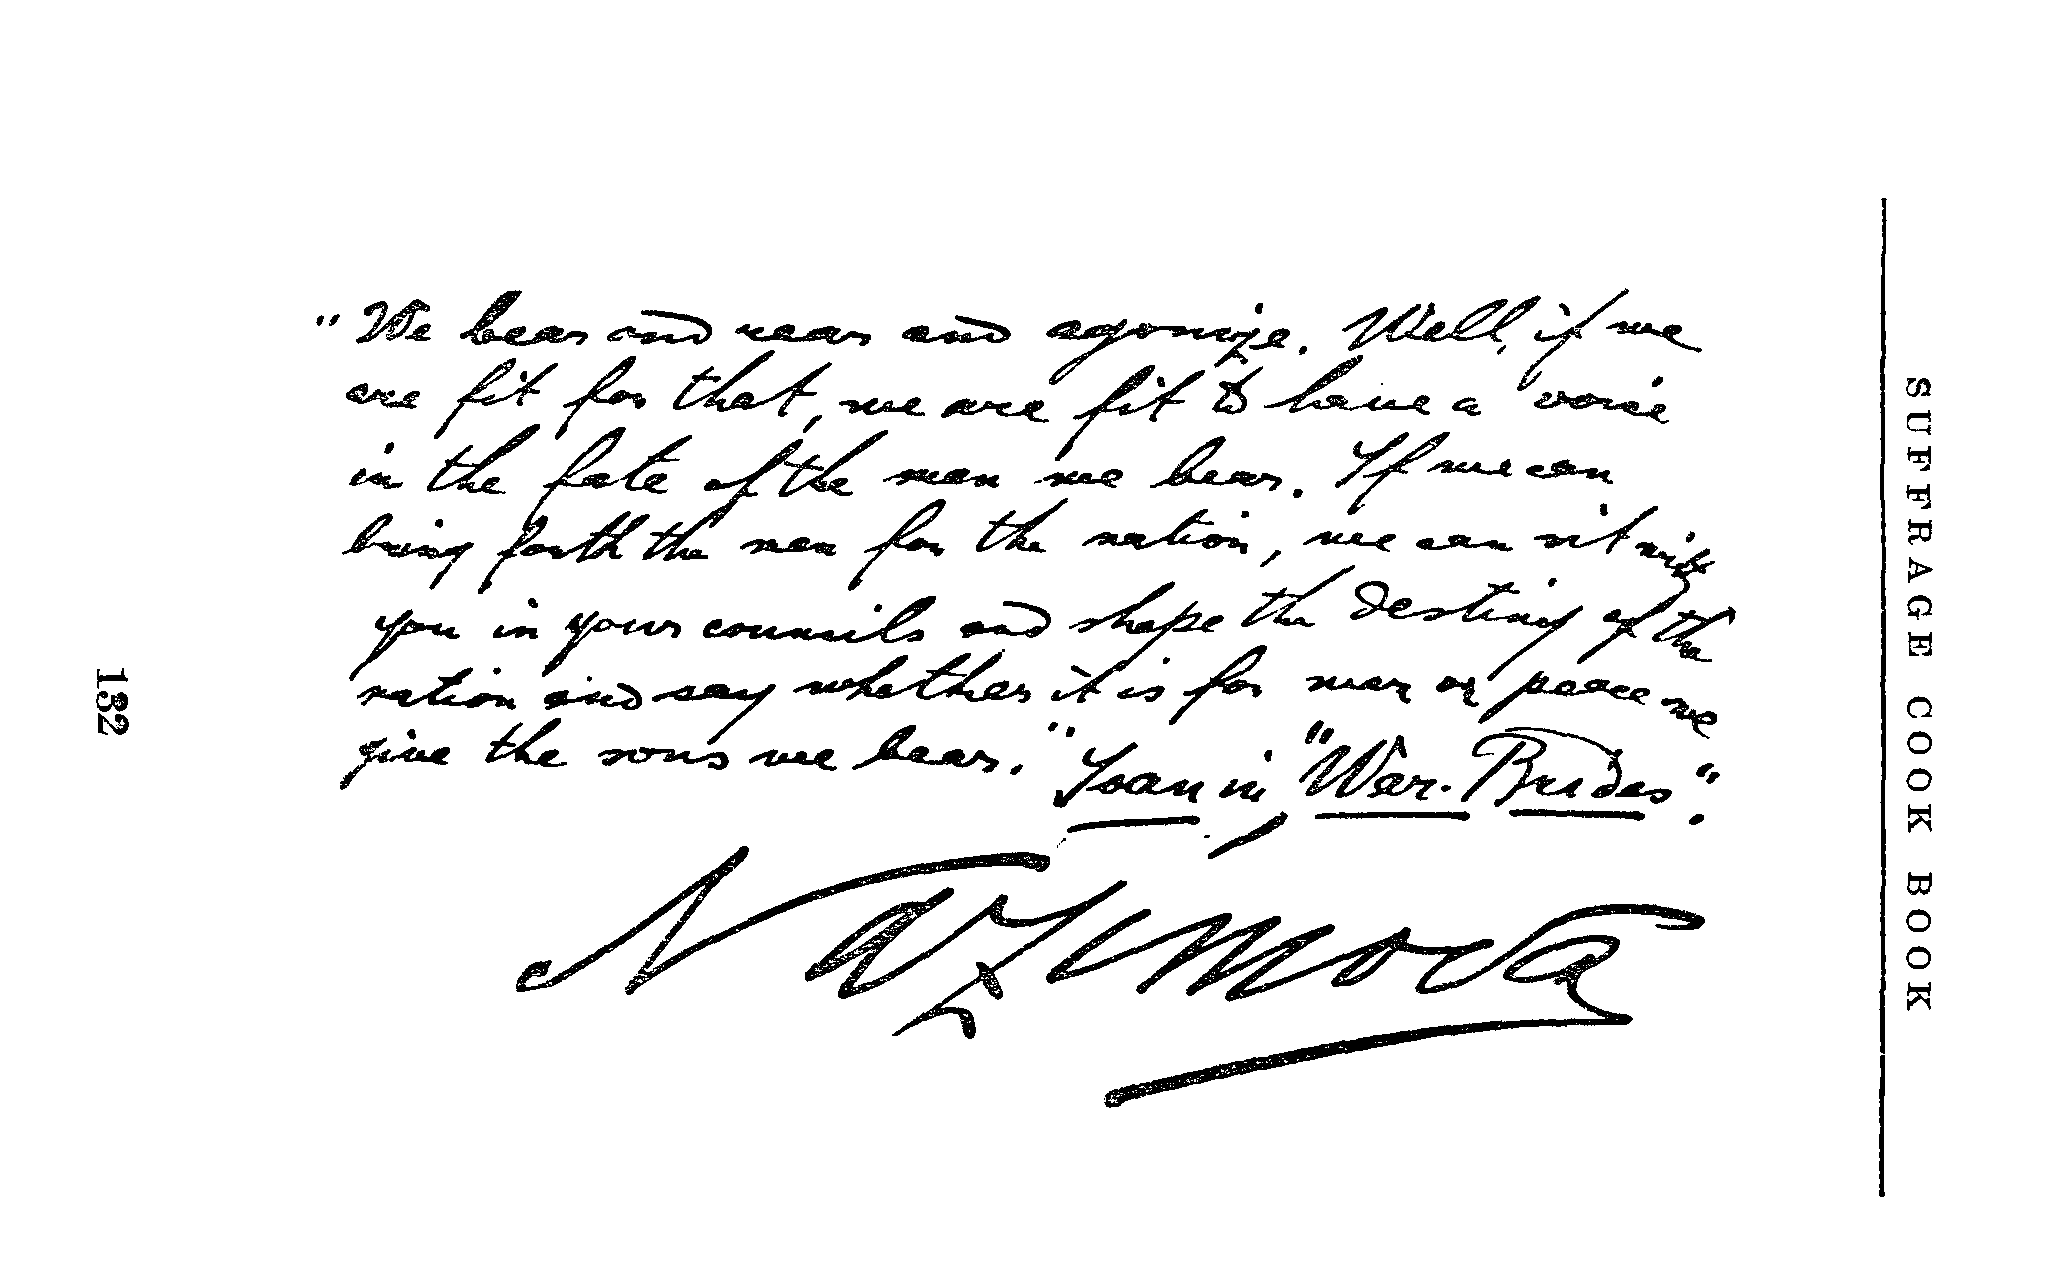 SUFFRAGE COOK BOOK
"We bear and rear and agonize. Well, if we
are fit for that, we are fit to have a voice
in the fate of the men we bear. If we can
bring forth the men for the nation, we can sit with
you in your councils and shape the destiny of the
nation and say whether it is for war or peace we
give the sons we bear." Joan in "War-Brides".
Nazimova
132